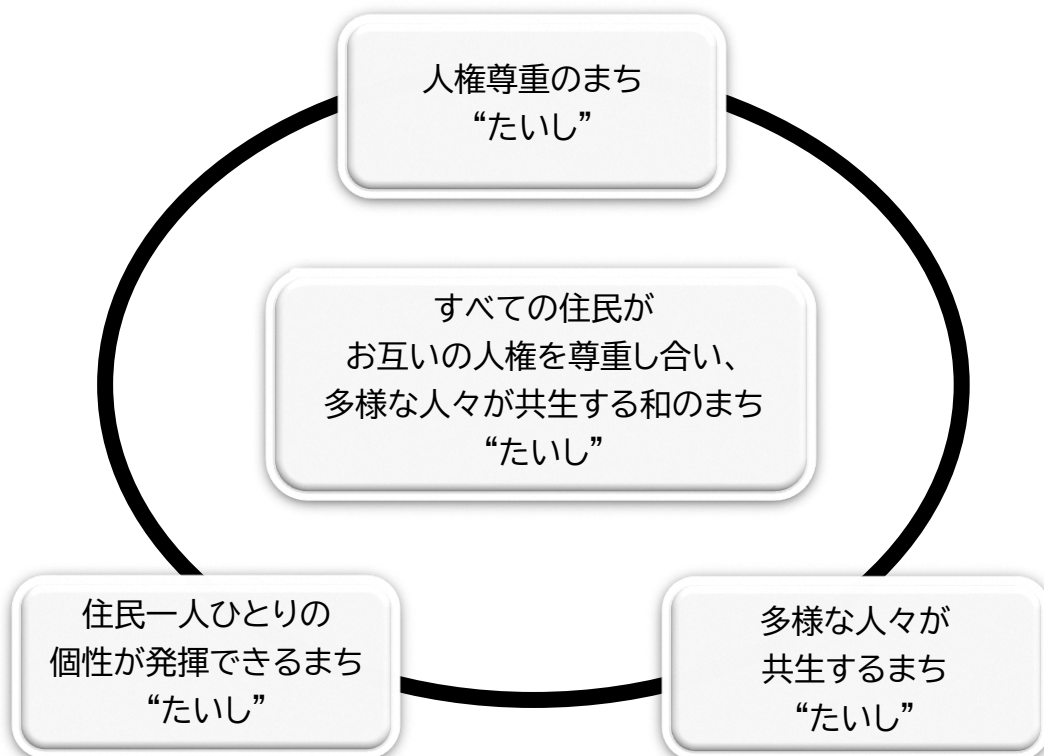 人権尊重のまち
“たいし”
すべての住民が
お互いの人権を尊重し合い、
多様な人々が共生する和のまち
“たいし”
住民一人ひとりの
個性が発揮できるまち
“たいし”
多様な人々が
共生するまち
“たいし”